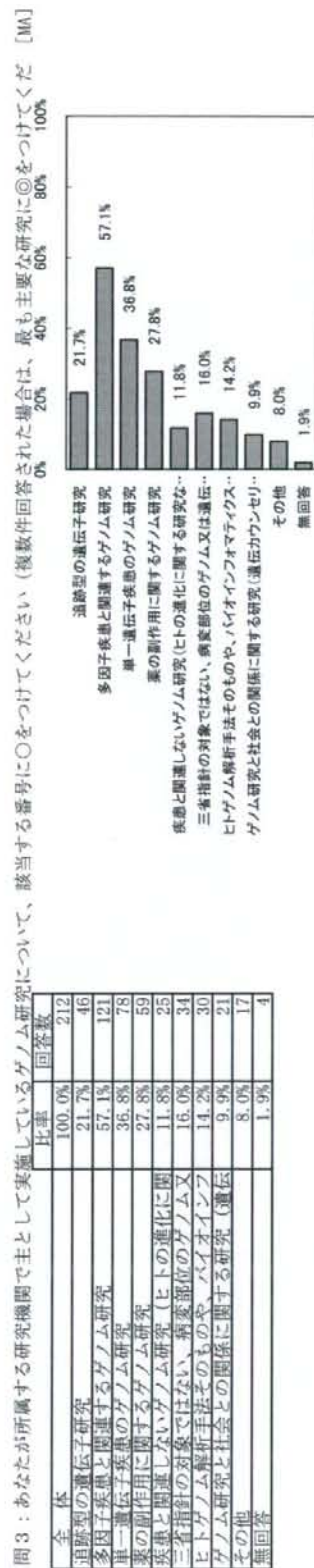 問3：あなたが所属する研究機関で主として実施しているゲノム研究について、該当する番号に○をつけてください（複数件回答された場合は、最も主要な研究に◎をつけてくだ [MA]
比率 回答数
全体 100.0% 212
追跡型の遺伝子研究 21.7% 46
多因子疾患と関連するゲノム研究 57.1% 121
単一遺伝子疾患のゲノム研究 36.8% 78
薬の副作用に関するゲノム研究 27.8% 59
疾患と関連しないゲノム研究（ヒトの進化に関 11.8% 25
三省指針の対象ではない、病変部位のゲノム又 16.0% 34
ヒトゲノム解析手法そのものや、バイオインフ 14.2% 30
ゲノム研究と社会との関係に関する研究（遺伝 9.9% 21
その他 8.0% 17
無回答 1.9% 4
0% 20% 40% 60% 80% 100%
追跡型の遺伝子研究 21.7%
多因子疾患と関連するゲノム研究 57.1%
単一遺伝子疾患のゲノム研究 36.8%
薬の副作用に関するゲノム研究 27.8%
疾患と関連しないゲノム研究(ヒトの進化に関する研究な‥ 11.8%
三省指針の対象ではない、病変部位のゲノム又は遺伝‥ 16.0%
ヒトゲノム解析手法そのものや、バイオインフォマティクス‥ 14.2%
ゲノム研究と社会との関係に関する研究(遺伝カウンセリ‥ 9.9%
その他 8.0%
無回答 1.9%